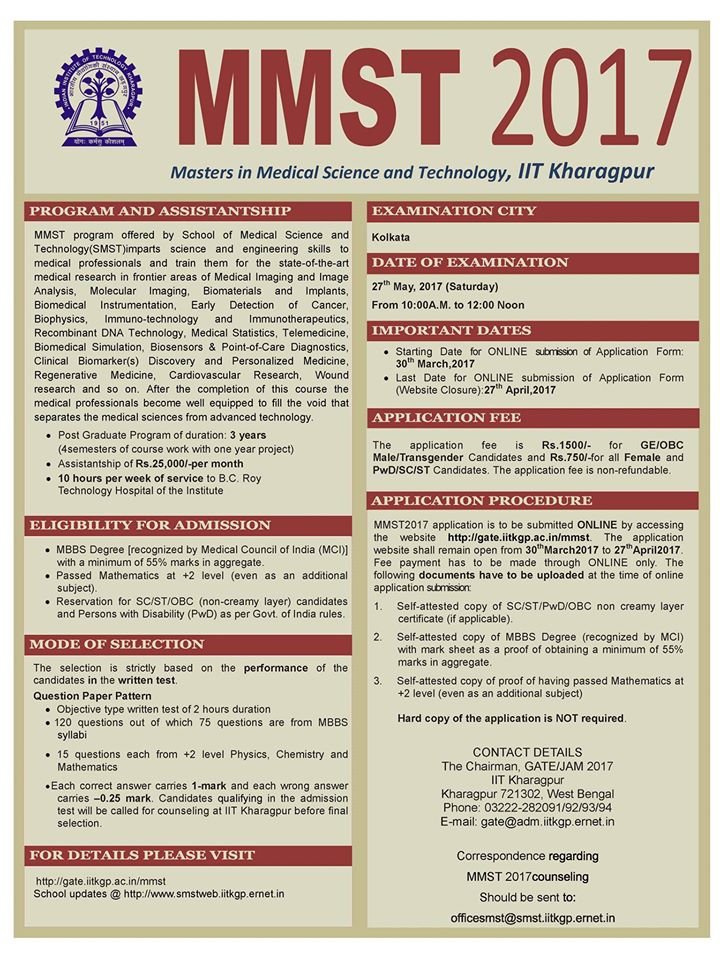 MMST 2017
Masters in Medical Science and Technology, IIT Kharagpur
INDIAN INSTITUTE OF TECHNOLOGY KHARAGPUR
1951
योगः कर्मसु कौशलम्
PROGRAM AND ASSISTANTSHIP
MMST program offered by School of Medical Science and
Technology(SMST)imparts science and engineering skills to
medical professionals and train them for the state-of-the-art
medical research in frontier areas of Medical Imaging and Image
Analysis, Molecular Imaging, Biomaterials and Implants,
Biomedical Instrumentation, Early Detection of Cancer,
Biophysics, Immuno-technology and Immunotherapeutics,
Recombinant DNA Technology, Medical Statistics, Telemedicine,
Biomedical Simulation, Biosensors & Point-of-Care Diagnostics,
Clinical Biomarker(s) Discovery and Personalized Medicine,
Regenerative Medicine, Cardiovascular Research, Wound
research and so on. After the completion of this course the
medical professionals become well equipped to fill the void that
separates the medical sciences from advanced technology.
• Post Graduate Program of duration: 3 years
(4semesters of course work with one year project)
• Assistantship of Rs.25,000/-per month
• 10 hours per week of service to B.C. Roy
Technology Hospital of the Institute
ELIGIBILITY FOR ADMISSION
• MBBS Degree [recognized by Medical Council of India (MCI)]
with a minimum of 55% marks in aggregate.
• Passed Mathematics at +2 level (even as an additional
subject).
• Reservation for SC/ST/OBC (non-creamy layer) candidates
and Persons with Disability (PwD) as per Govt. of India rules.
MODE OF SELECTION
The selection is strictly based on the performance of the
candidates in the written test.
Question Paper Pattern
• Objective type written test of 2 hours duration
• 120 questions out of which 75 questions are from MBBS
syllabi
• 15 questions each from +2 level Physics, Chemistry and
Mathematics
•Each correct answer carries 1-mark and each wrong answer
carries –0.25 mark. Candidates qualifying in the admission
test will be called for counseling at IIT Kharagpur before final
selection.
FOR DETAILS PLEASE VISIT
http://gate.iitkgp.ac.in/mmst
School updates @ http://www.smstweb.iitkgp.ernet.in
EXAMINATION CITY
Kolkata
DATE OF EXAMINATION
27th May, 2017 (Saturday)
From 10:00A.M. to 12:00 Noon
IMPORTANT DATES
• Starting Date for ONLINE submission of Application Form:
30th March,2017
• Last Date for ONLINE submission of Application Form
(Website Closure):27th April,2017
APPLICATION FEE
The application fee is Rs.1500/- for GE/OBC
Male/Transgender Candidates and Rs.750/-for all Female and
PwD/SC/ST Candidates. The application fee is non-refundable.
APPLICATION PROCEDURE
MMST2017 application is to be submitted ONLINE by accessing
the website http://gate.iitkgp.ac.in/mmst. The application
website shall remain open from 30thMarch2017 to 27thApril2017.
Fee payment has to be made through ONLINE only. The
following documents have to be uploaded at the time of online
application submission:
1. Self-attested copy of SC/ST/PwD/OBC non creamy layer
certificate (if applicable).
2. Self-attested copy of MBBS Degree (recognized by MCI)
with mark sheet as a proof of obtaining a minimum of 55%
marks in aggregate.
3. Self-attested copy of proof of having passed Mathematics at
+2 level (even as an additional subject)
Hard copy of the application is NOT required.
CONTACT DETAILS
The Chairman, GATE/JAM 2017
IIT Kharagpur
Kharagpur 721302, West Bengal
Phone: 03222-282091/92/93/94
E-mail: gate@adm.iitkgp.ernet.in
Correspondence regarding
MMST 2017counseling
Should be sent to:
officesmst@smst.iitkgp.ernet.in